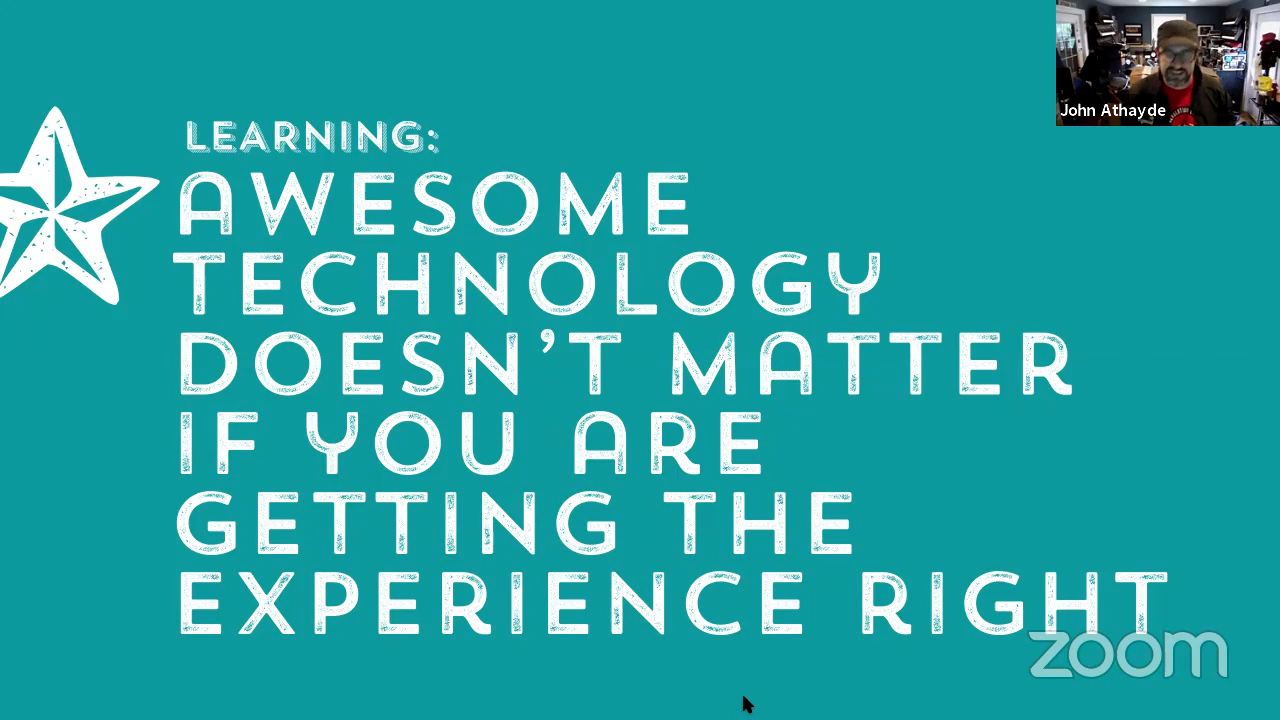 LEARNING:
AWESOME
TECHNOLOGY
DOESN'T MATTER
IF YOU ARE
GETTING THE
EXPERIENCE RIGHT
John Athayde
zoom